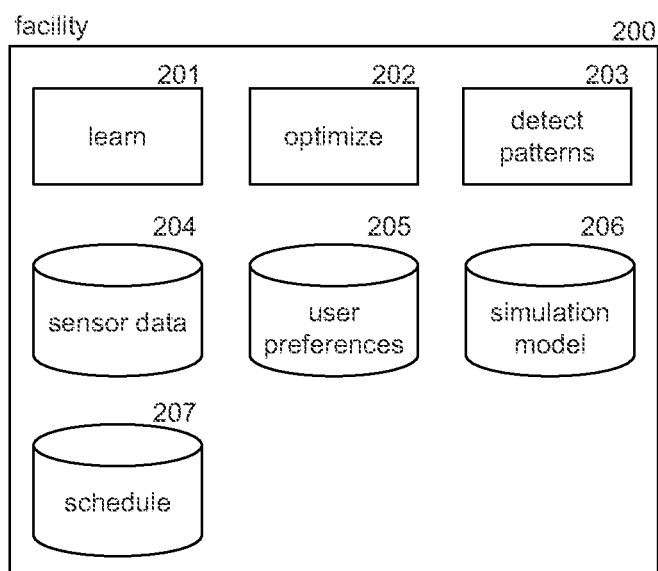 facility
200
201
202
203
learn
optimize
detect
patterns
204
205
206
sensor data
user
preferences
simulation
model
207
schedule